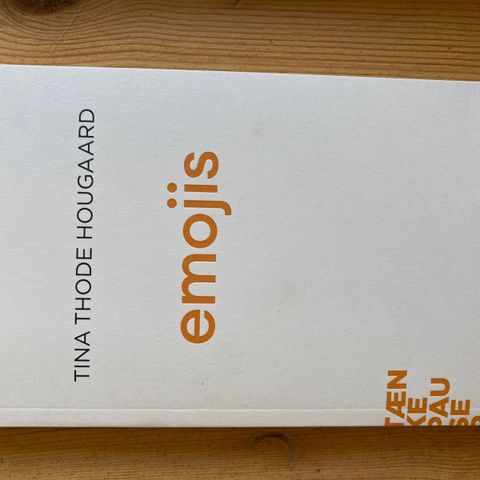 TINA THODE HOUGAARD
emojis
TÆN
KE
PAU
SE